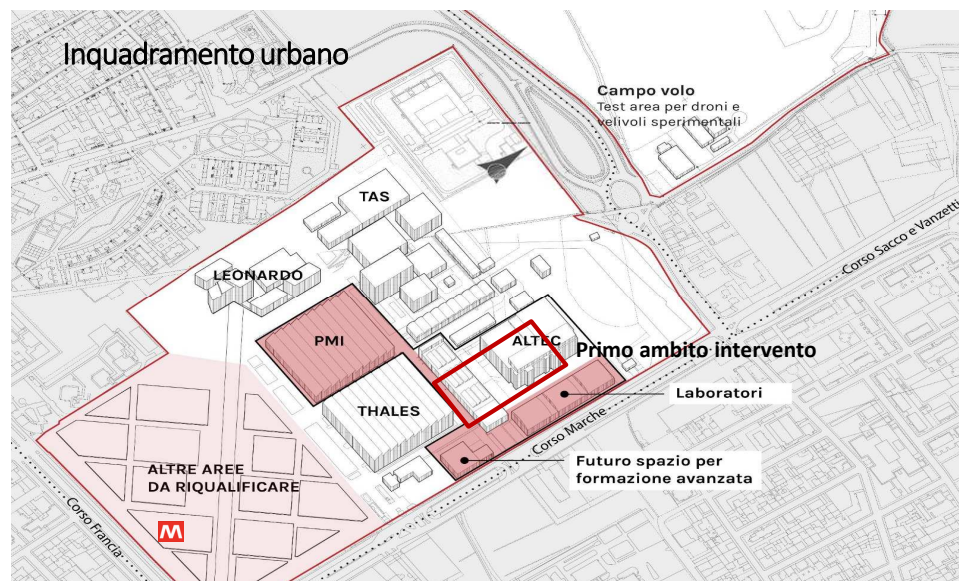 Inquadramento urbano
Campo volo
Test area per droni e
velivoli sperimentali
TAS
Corso Sacco e Vanzetti
LEONARDO
PMI
ALTEC
Primo ambito intervento
Laboratori
THALES
Corso Marche
Futuro spazio per
formazione avanzata
ALTRE AREE
DA RIQUALIFICARE
Corso Francia
M